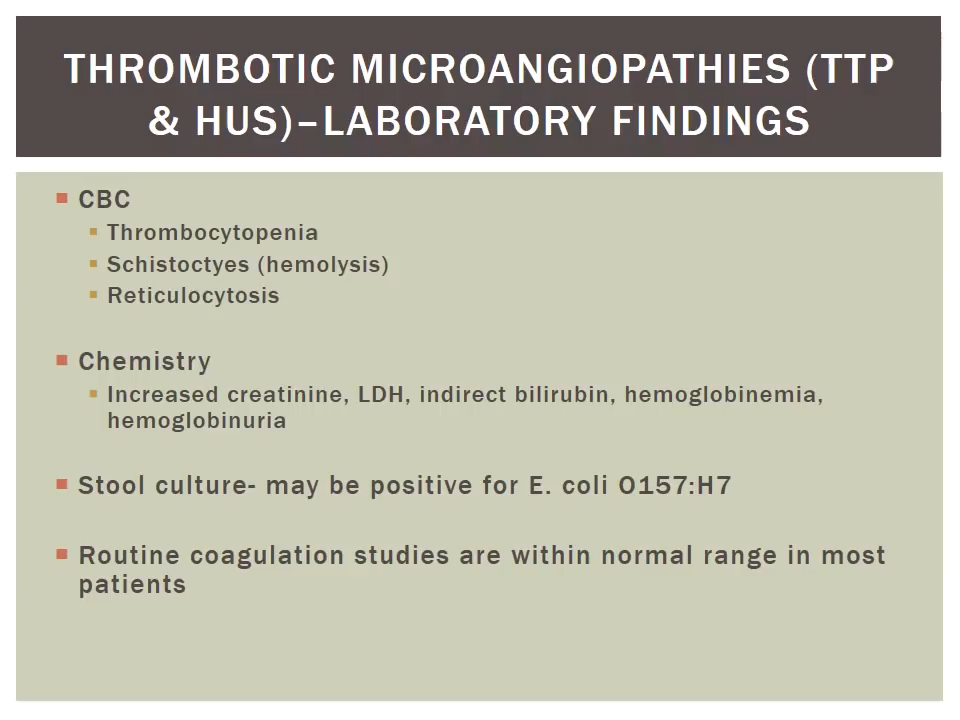 THROMBOTIC MICROANGIOPATHIES (TTP
& HUS)–LABORATORY FINDINGS
CBC
Thrombocytopenia
Schistoctyes (hemolysis)
Reticulocytosis
Chemistry
Increased creatinine, LDH, indirect bilirubin, hemoglobinemia,
hemoglobinuria
Stool culture- may be positive for E. coli O157:H7
Routine coagulation studies are within normal range in most
patients